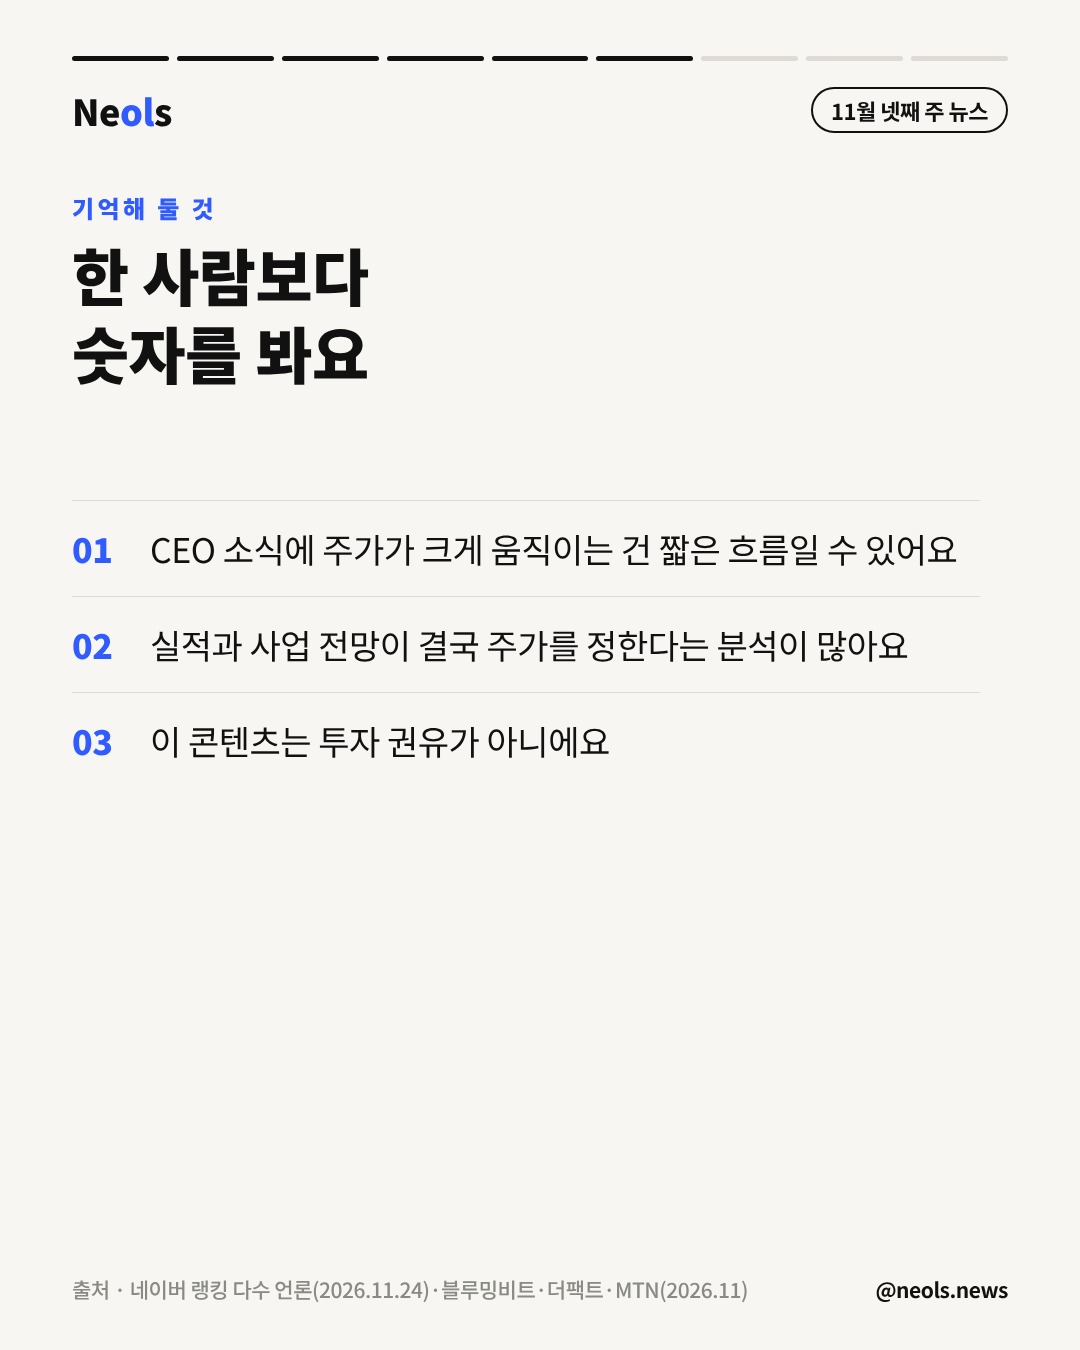 Neols
11월 넷째 주 뉴스
기억해 둘 것
한 사람보다
숫자를 봐요
01 CEO 소식에 주가가 크게 움직이는 건 짧은 흐름일 수 있어요
02 실적과 사업 전망이 결국 주가를 정한다는 분석이 많아요
03 이 콘텐츠는 투자 권유가 아니에요
출처 · 네이버 랭킹 다수 언론(2026.11.24)·블루밍비트·더팩트·MTN(2026.11)
@neols.news